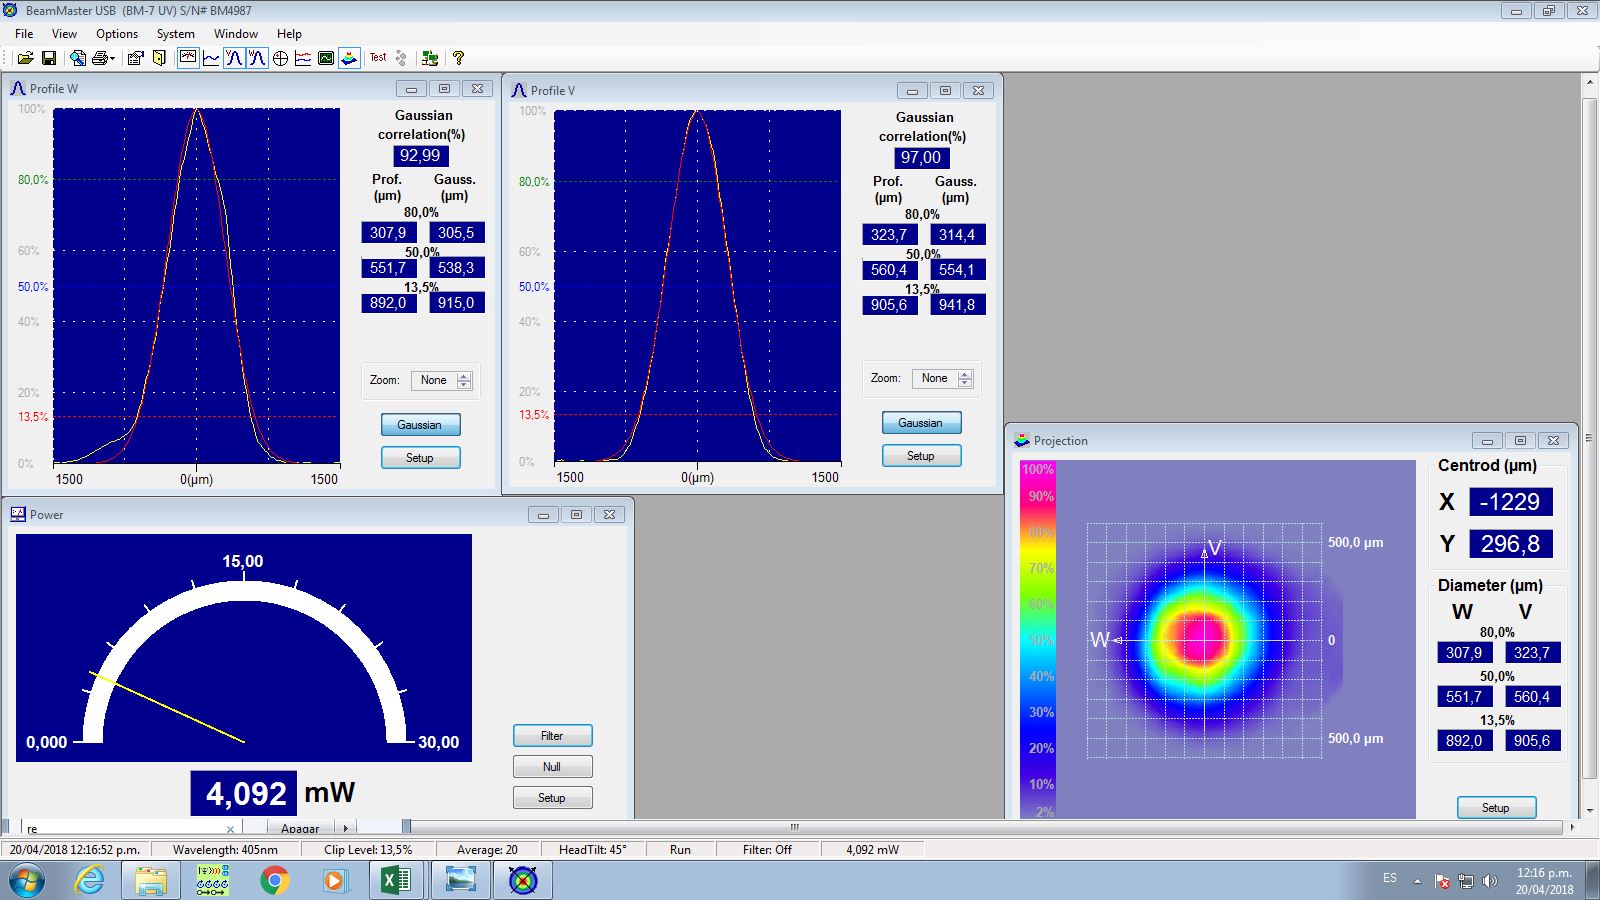 BeamMaster USB  (BM-7 UV) S/N# BM4987
File View Options System Window Help
Test
Profile W
100%
80,0%
60%
50,0%
40%
20%
13,5%
0%
1500 0(µm) 1500
Gaussian
correlation(%)
92,99
Prof. Gauss.
(µm) (µm)
80,0%
307,9 305,5
50,0%
551,7 538,3
13,5%
892,0 915,0
Zoom: None
Gaussian
Setup
Profile V
100%
80,0%
60%
50,0%
40%
20%
13,5%
0%
1500 0(µm) 1500
Gaussian
correlation(%)
97,00
Prof. Gauss.
(µm) (µm)
80,0%
323,7 314,4
50,0%
560,4 554,1
13,5%
905,6 941,8
Zoom: None
Gaussian
Setup
Power
15,00
0,000 30,00
4,092 mW
Filter
Null
Setup
Projection
100%
90%
80%
70%
60%
50%
40%
30%
20%
10%
2%
V
W
500,0 µm
0
500,0 µm
Centrod (µm)
X -1229
Y 296,8
Diameter (µm)
W V
80,0%
307,9 323,7
50,0%
551,7 560,4
13,5%
892,0 905,6
Setup
re
Apagar
20/04/2018 12:16:52 p.m. Wavelength: 405nm Clip Level: 13,5% Average: 20 HeadTilt: 45° Run Filter: Off 4,092 mW
ES
12:16 p.m.
20/04/2018